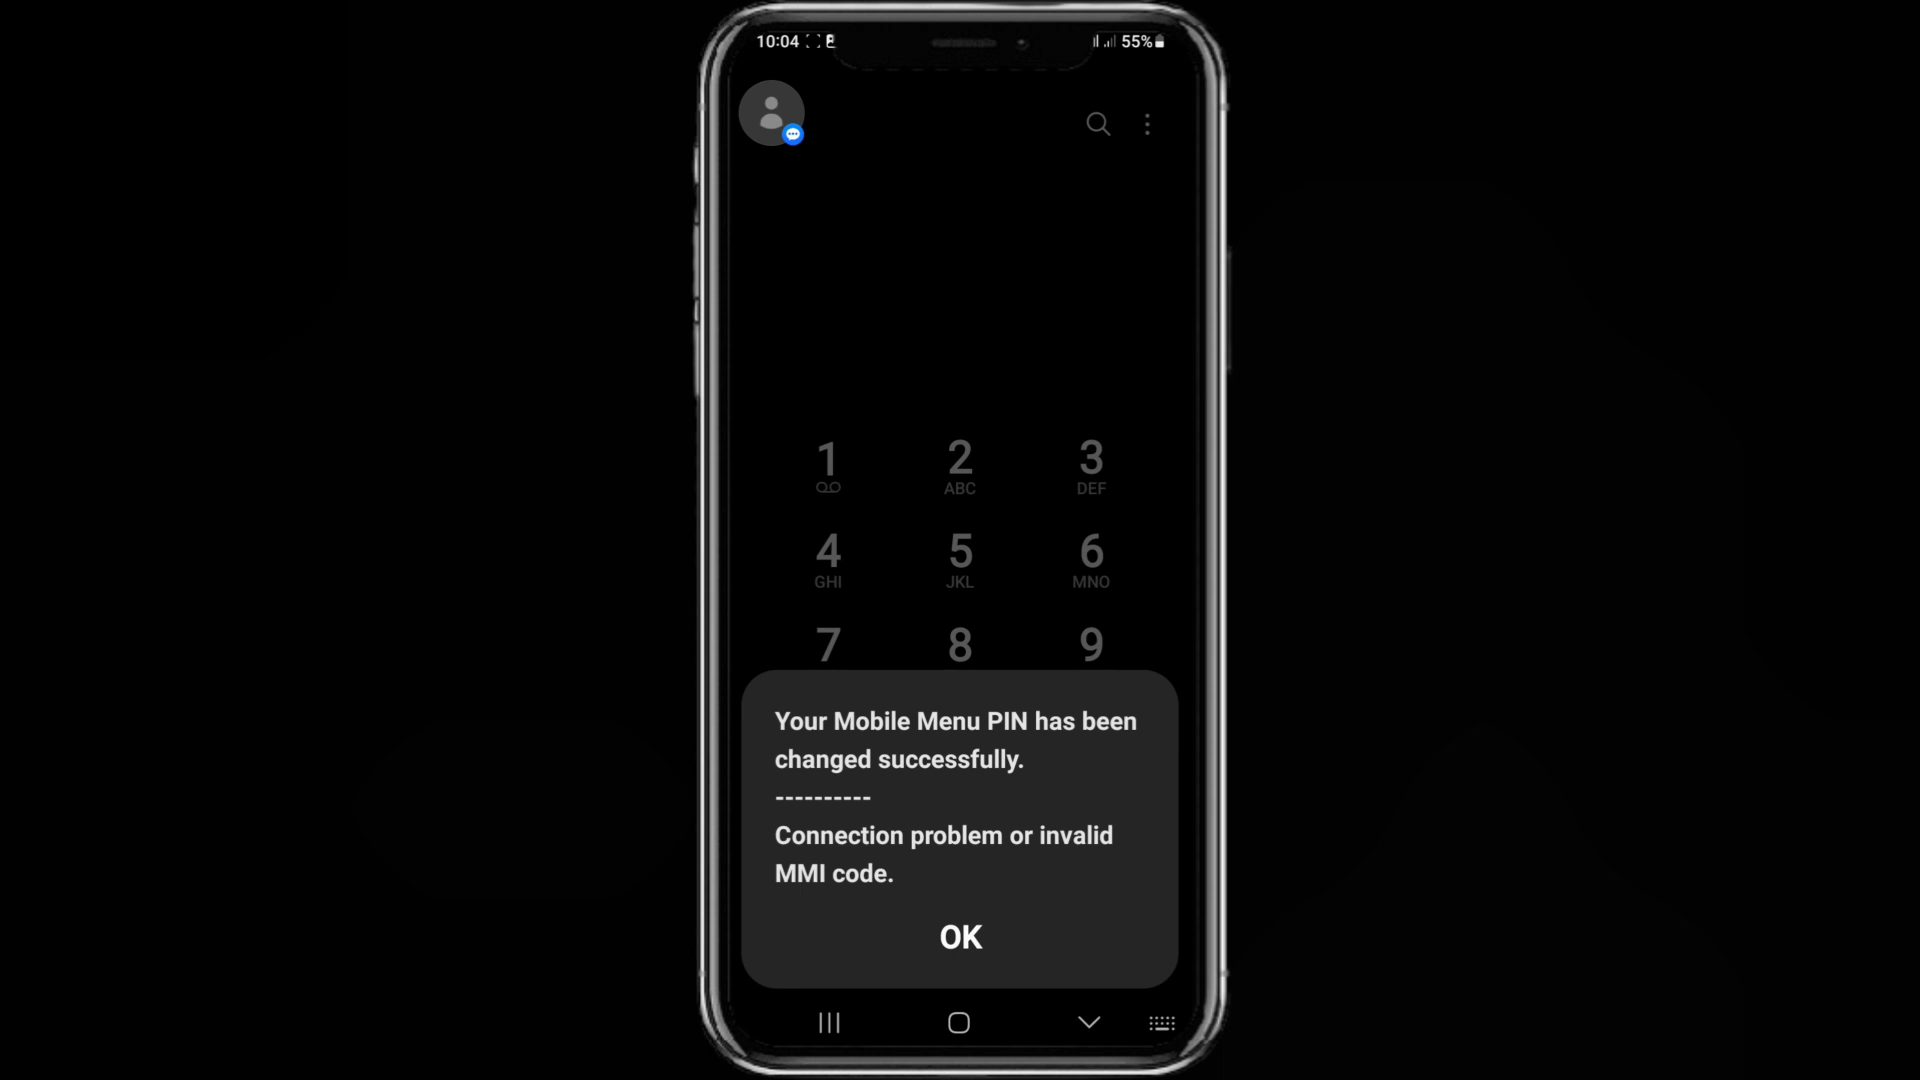 10:04 55%
1 2 3
ABC DEF
4 5 6
GHI JKL MNO
7 8 9
Your Mobile Menu PIN has been
changed successfully.
----------
Connection problem or invalid
MMI code.
OK